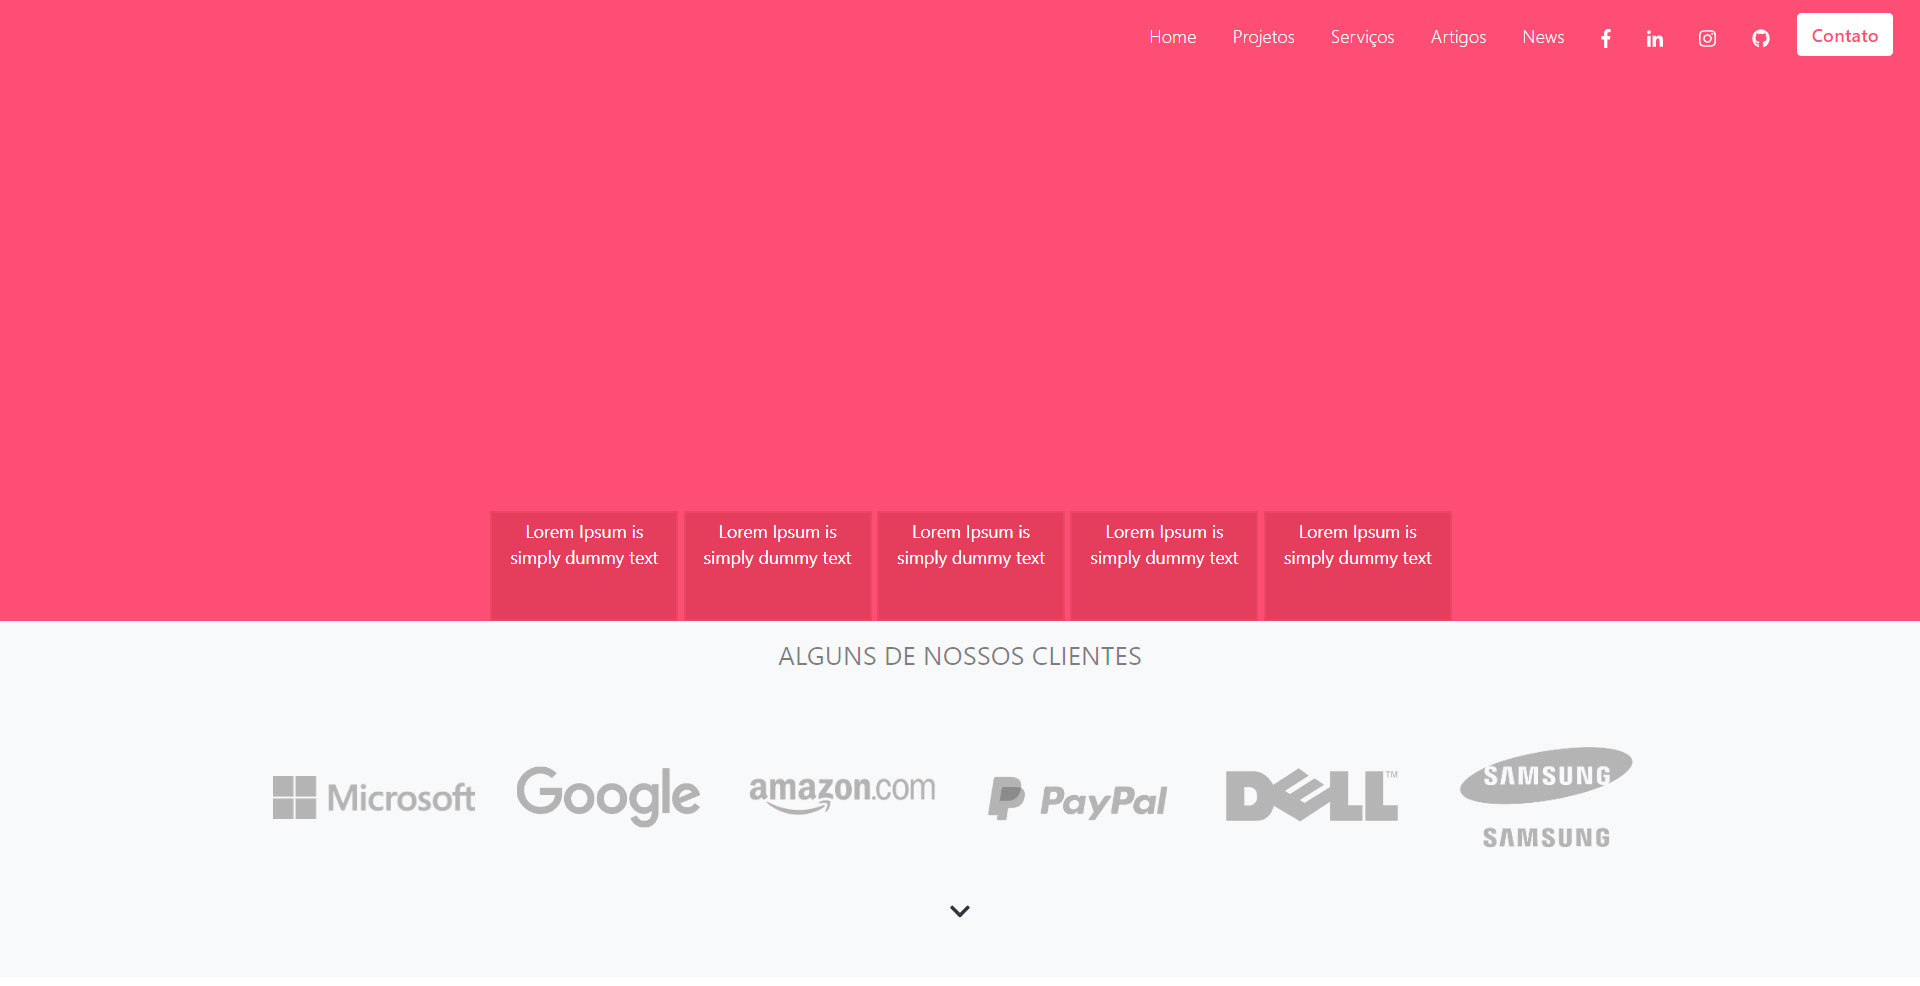 Home Projetos Serviços Artigos News Contato
Lorem Ipsum is
simply dummy text
Lorem Ipsum is
simply dummy text
Lorem Ipsum is
simply dummy text
Lorem Ipsum is
simply dummy text
Lorem Ipsum is
simply dummy text
ALGUNS DE NOSSOS CLIENTES
Microsoft
Google
amazon.com
PayPal
DELL™
SAMSUNG
SAMSUNG